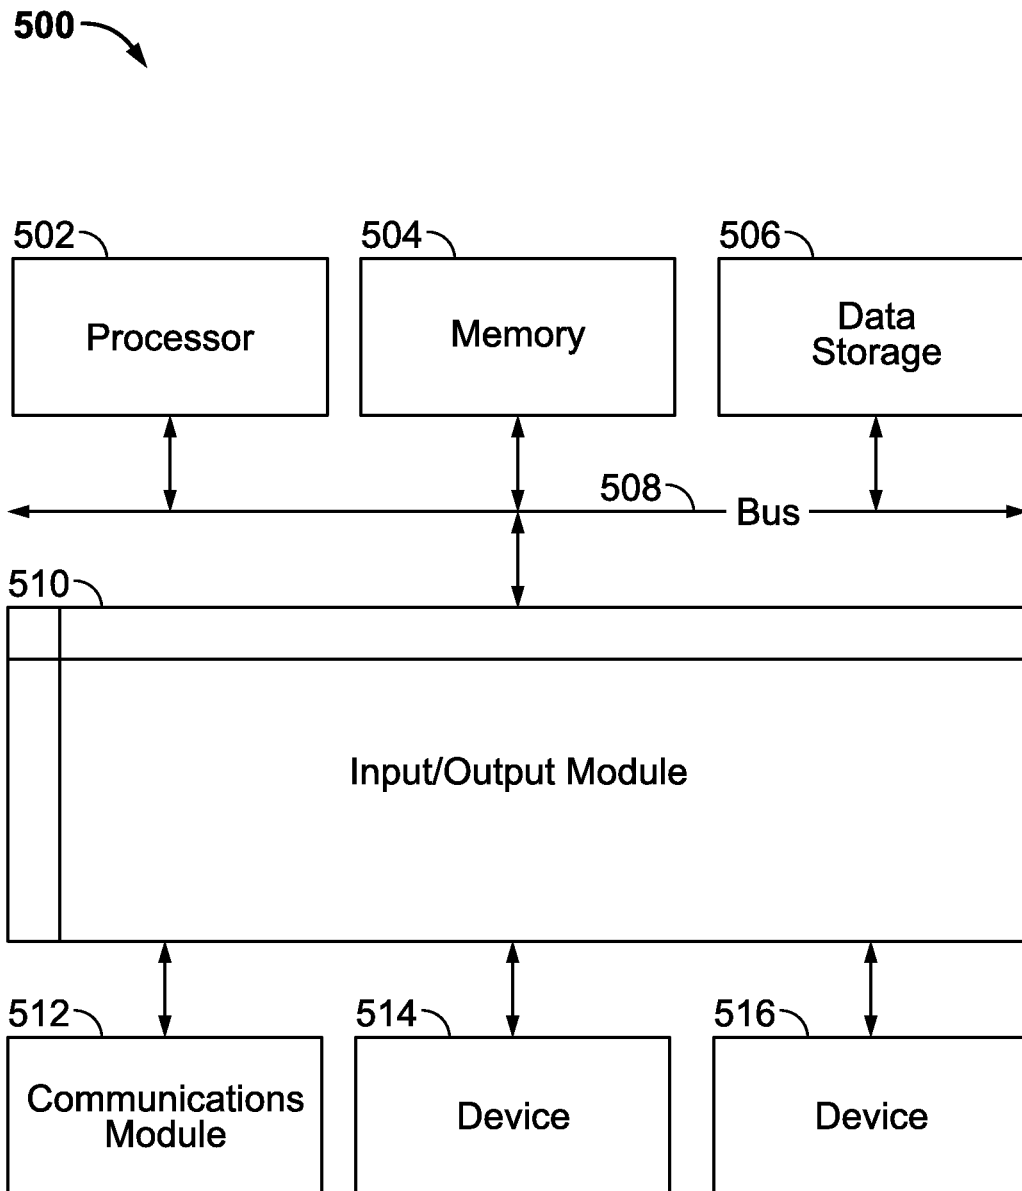 500
502
504
506
Processor
Memory
Data
Storage
508
Bus
510
Input/Output Module
512
514
516
Communications
Module
Device
Device